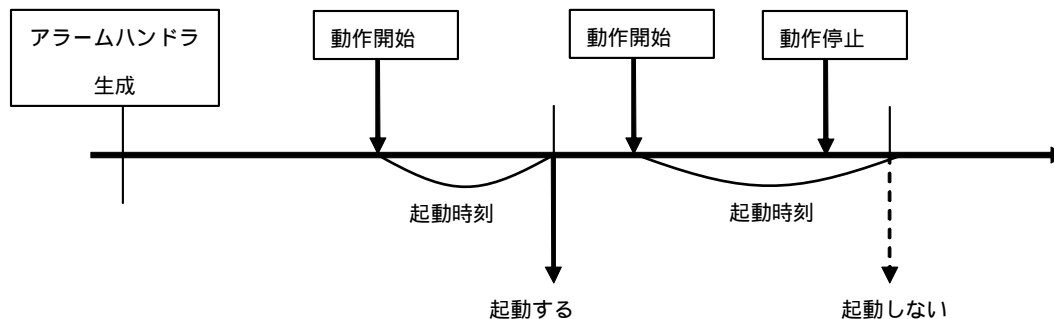 アラームハンドラ
生成
動作開始
動作開始
動作停止
起動時刻
起動時刻
起動する
起動しない